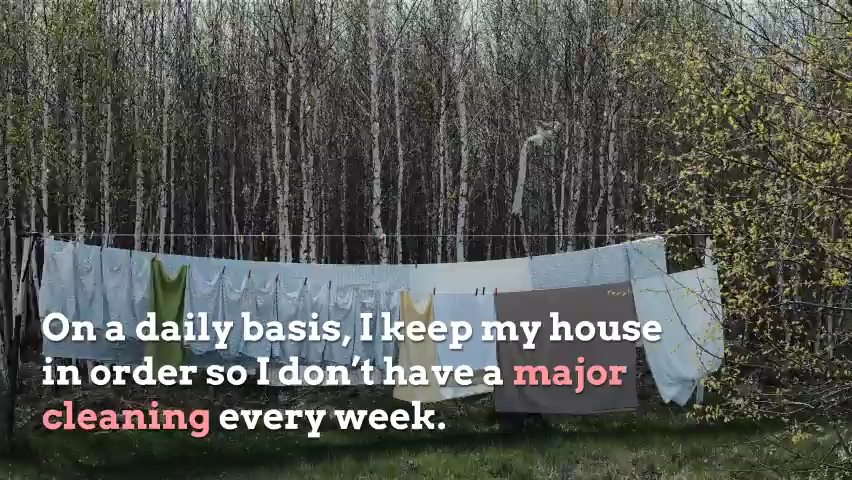 On a daily basis, I keep my house
in order so I don’t have a major
cleaning every week.